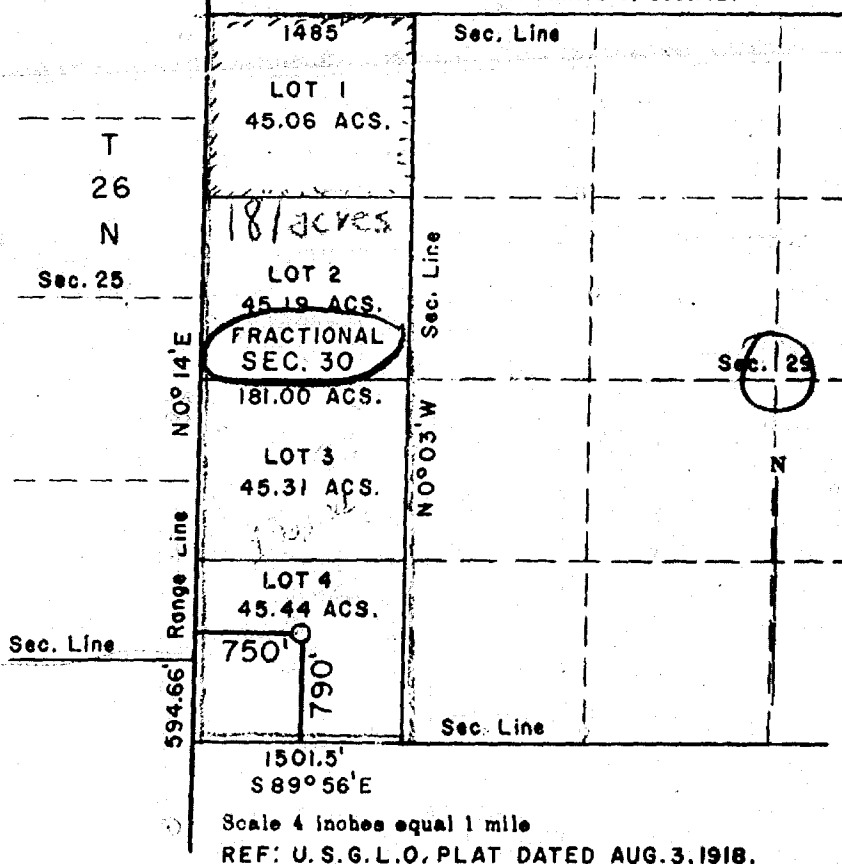 1485
Sec. Line
LOT 1
45.06 ACS.
T
26
N
181 acres
Sec. 25
LOT 2
45.19 ACS.
Sec. Line
FRACTIONAL
SEC. 30
181.00 ACS.
N 0° 14' E
Sec. 29
N 0° 03' W
N
LOT 3
45.31 ACS.
Range Line
LOT 4
45.44 ACS.
Sec. Line
750'
790'
594.66'
Sec. Line
1501.5'
S 89° 56' E
Scale 4 inches equal 1 mile
REF: U.S.G.L.O. PLAT DATED AUG. 3, 1918.